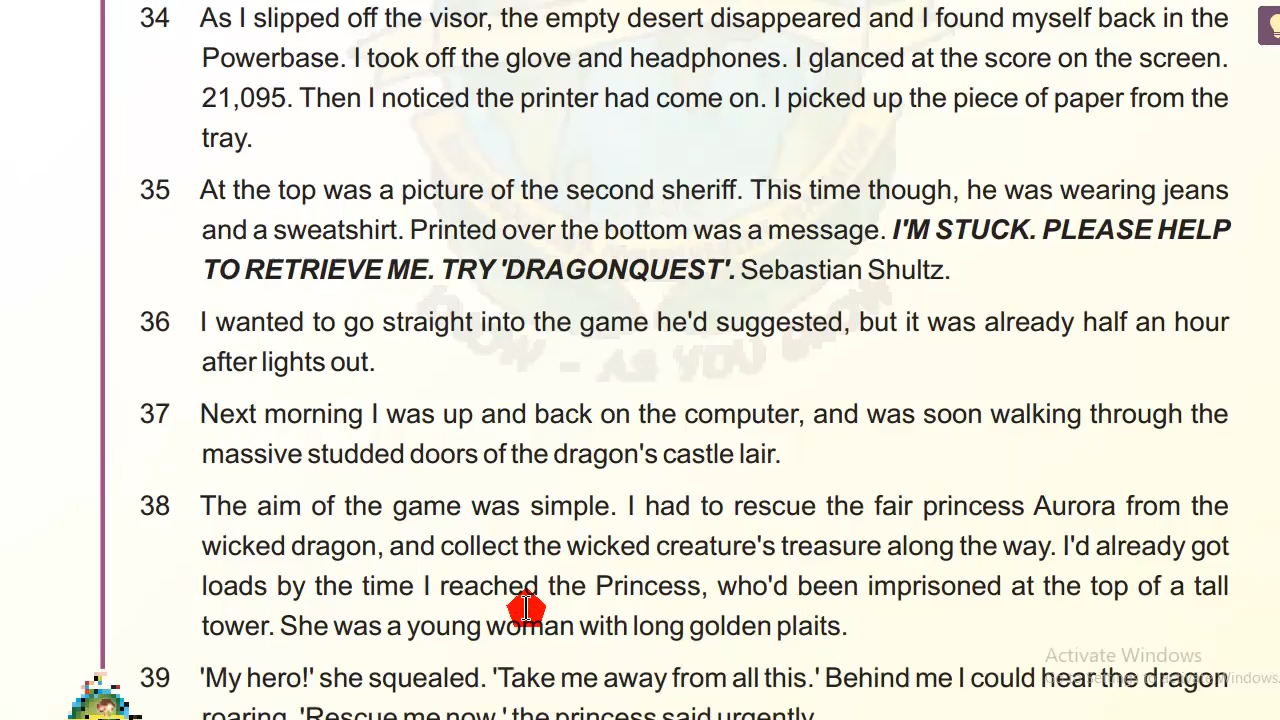 34 As I slipped off the visor, the empty desert disappeared and I found myself back in the
Powerbase. I took off the glove and headphones. I glanced at the score on the screen.
21,095. Then I noticed the printer had come on. I picked up the piece of paper from the
tray.
35 At the top was a picture of the second sheriff. This time though, he was wearing jeans
and a sweatshirt. Printed over the bottom was a message. I'M STUCK. PLEASE HELP
TO RETRIEVE ME. TRY 'DRAGONQUEST'. Sebastian Shultz.
36 I wanted to go straight into the game he'd suggested, but it was already half an hour
after lights out.
37 Next morning I was up and back on the computer, and was soon walking through the
massive studded doors of the dragon's castle lair.
38 The aim of the game was simple. I had to rescue the fair princess Aurora from the
wicked dragon, and collect the wicked creature's treasure along the way. I'd already got
loads by the time I reached the Princess, who'd been imprisoned at the top of a tall
tower. She was a young woman with long golden plaits.
Activate Windows
39 'My hero!' she squealed. 'Take me away from all this.' Behind me I could hear the dragon
Go to Settings to activate Windows.
roaring. 'Rescue me now,' the princess said urgently.